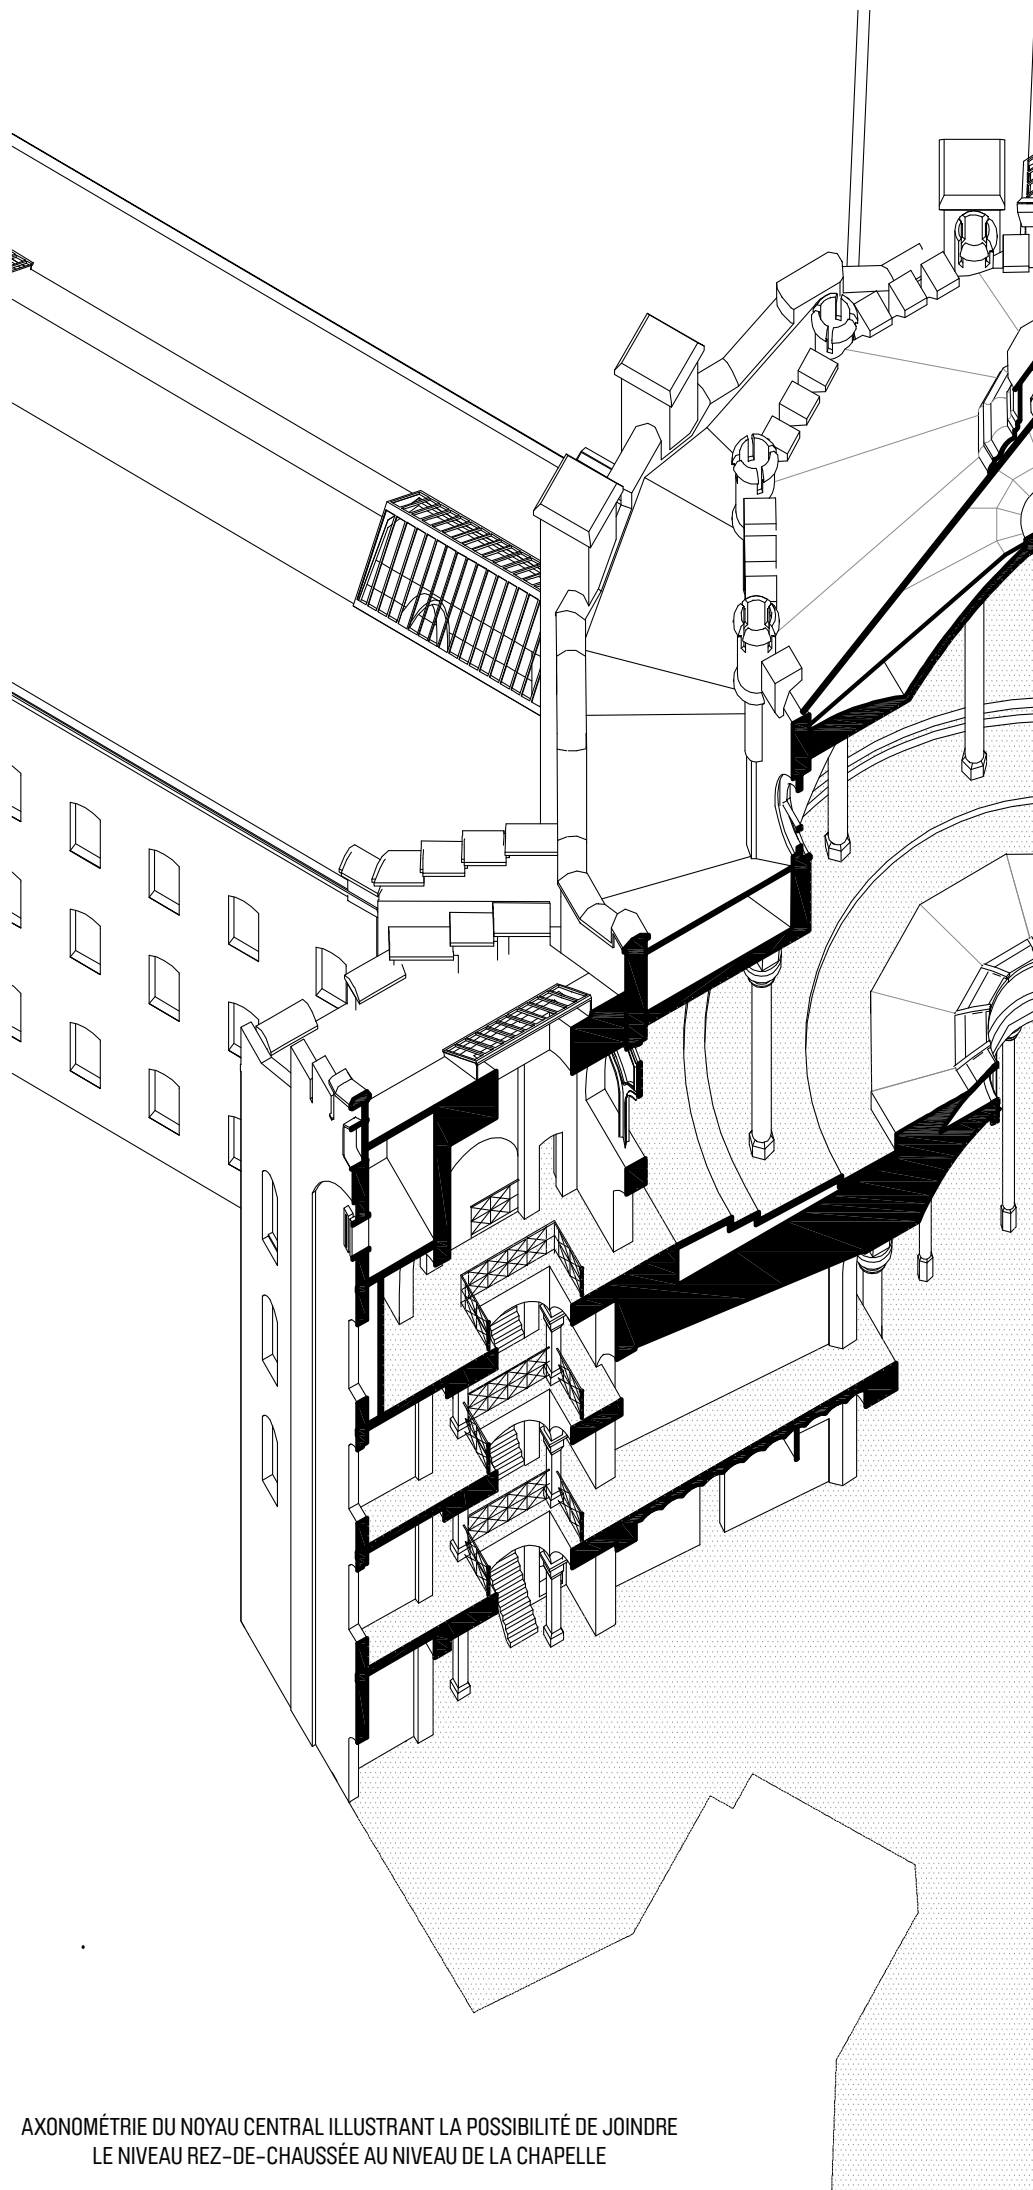 AXONOMÉTRIE DU NOYAU CENTRAL ILLUSTRANT LA POSSIBILITÉ DE JOINDRE
LE NIVEAU REZ-DE-CHAUSSÉE AU NIVEAU DE LA CHAPELLE